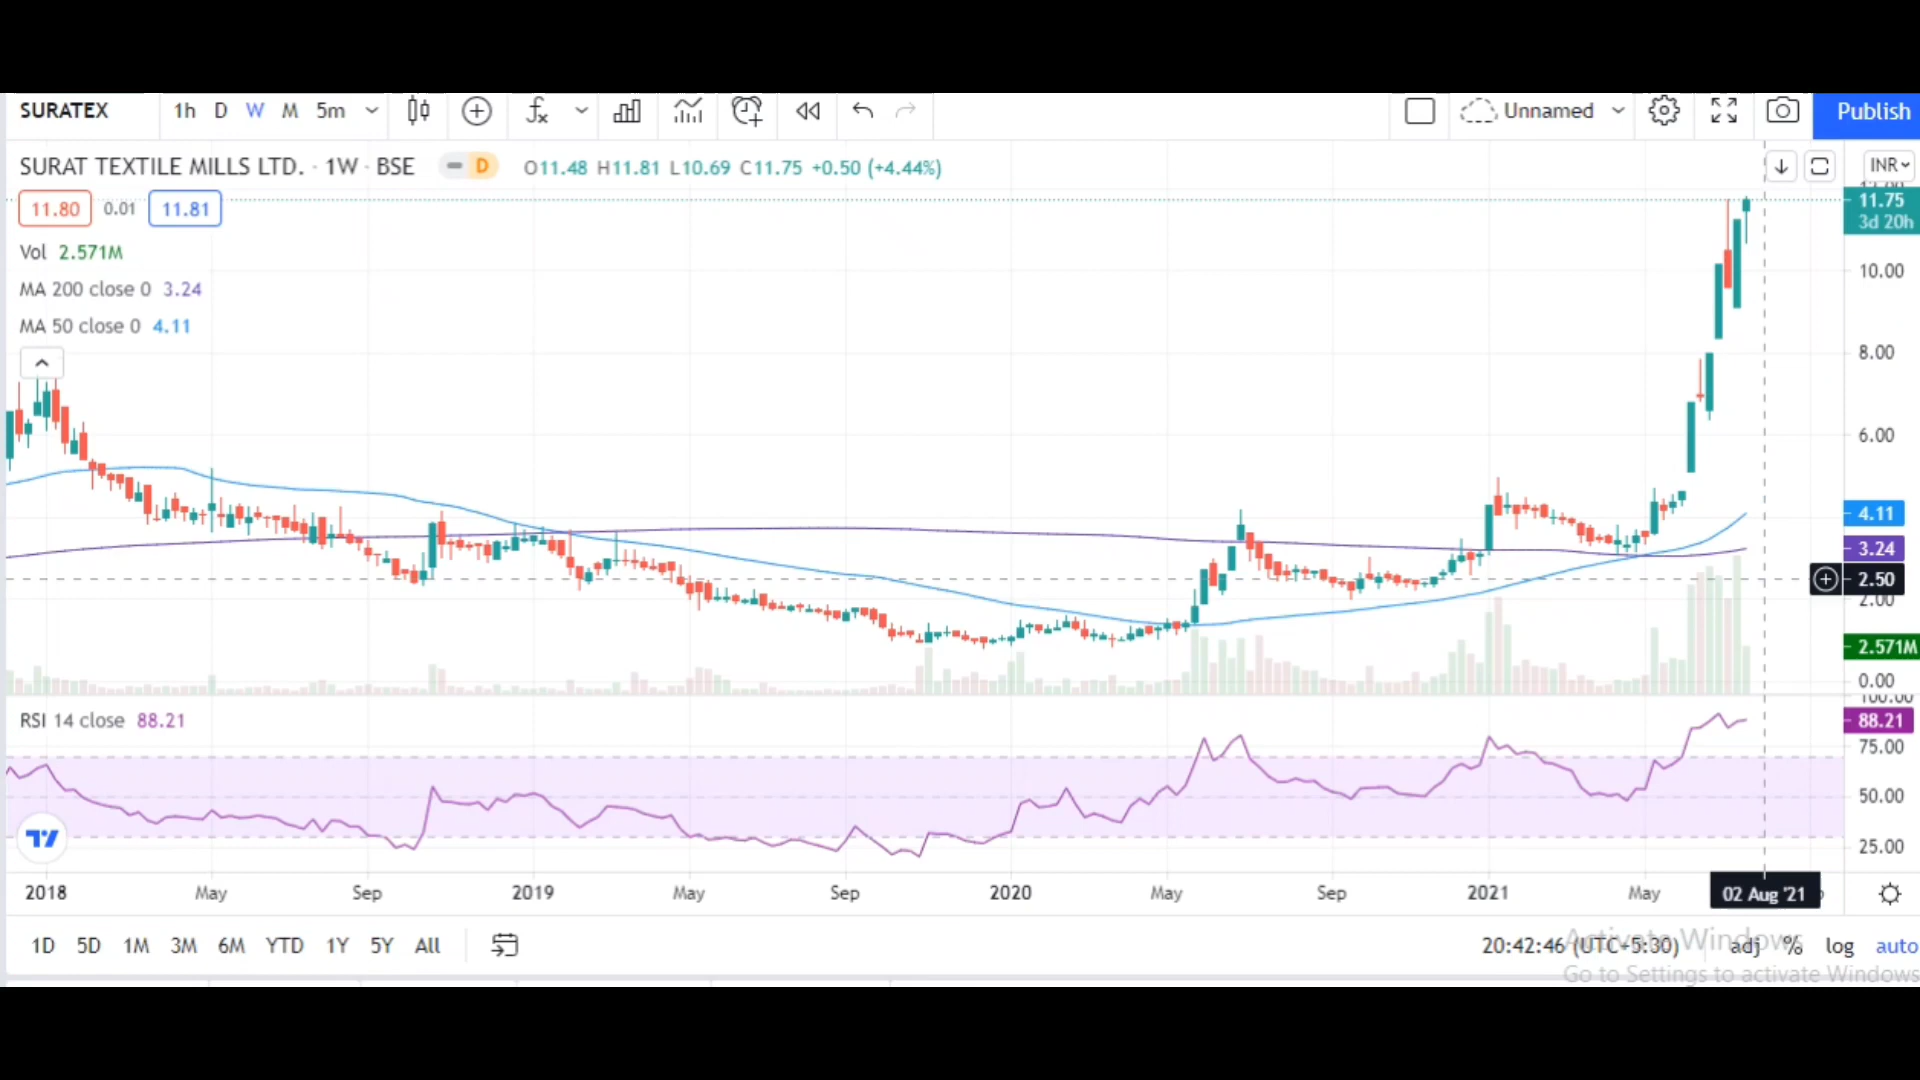 SURATEX 1h D W M 5m Unnamed Publish
SURAT TEXTILE MILLS LTD. · 1W · BSE D O11.48 H11.81 L10.69 C11.75 +0.50 (+4.44%) INR
11.80 0.01 11.81
11.75
3d 20h
Vol 2.571M
MA 200 close 0 3.24
MA 50 close 0 4.11
10.00
8.00
6.00
4.11
3.24
2.50
2.00
2.571M
0.00
100.00
RSI 14 close 88.21
88.21
75.00
50.00
25.00
2018 May Sep 2019 May Sep 2020 May Sep 2021 May 02 Aug '21
1D 5D 1M 3M 6M YTD 1Y 5Y All 20:42:46 (UTC+5:30) adj % log auto
Activate Windows
Go to Settings to activate Windows